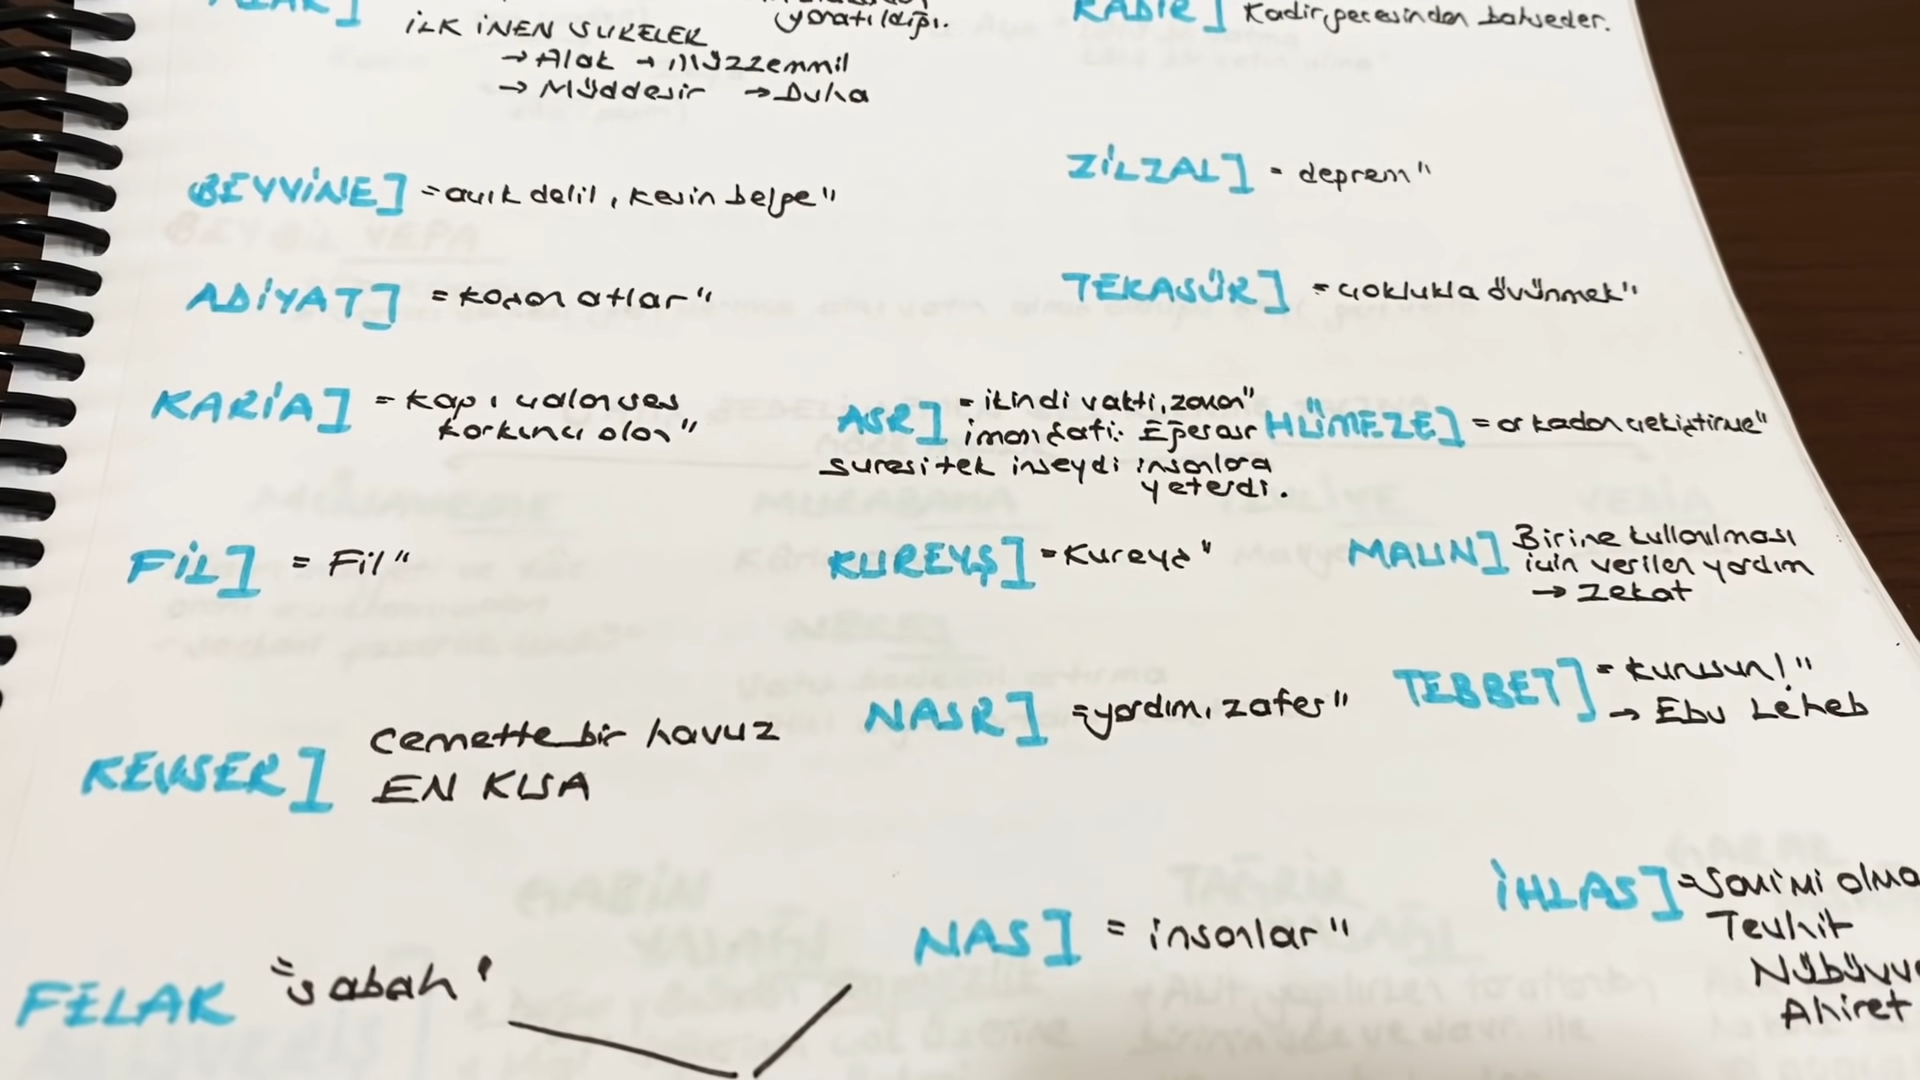 yaratıldığı.
KADİR] Kadir gecesinden bahseder.
İLK İNEN SURELER
→ Alak → Müzzemmil
→ Müddesir → Duha
BEYYİNE] = açık delil, kesin belge"
ZİLZAL] = deprem"
ADİYAT] = koşan atlar"
TEKASÜR] = çoklukla övünmek"
KARİA] = kapı çalan ses
korkunç olay"
ASR] = ikindi vakti, zaman"
imam Şafii: Eğer asr
suresi tek inseydi insanlara
yeterdi.
HÜMEZE] = arkadan çekiştirme"
FİL] = Fil"
KUREYŞ] = Kureyş"
MAUN] Birine kullanılması
için verilen yardım
→ Zekat
KEVSER] Cennette bir havuz
EN KISA
NASR] = yardım, zafer"
TEBBET] = kurusun!"
→ Ebu Leheb
İHLAS] = Samimi olma
Tevhit
Nübüvve
Ahiret
FELAK "= sabah'
NAS] = insanlar"